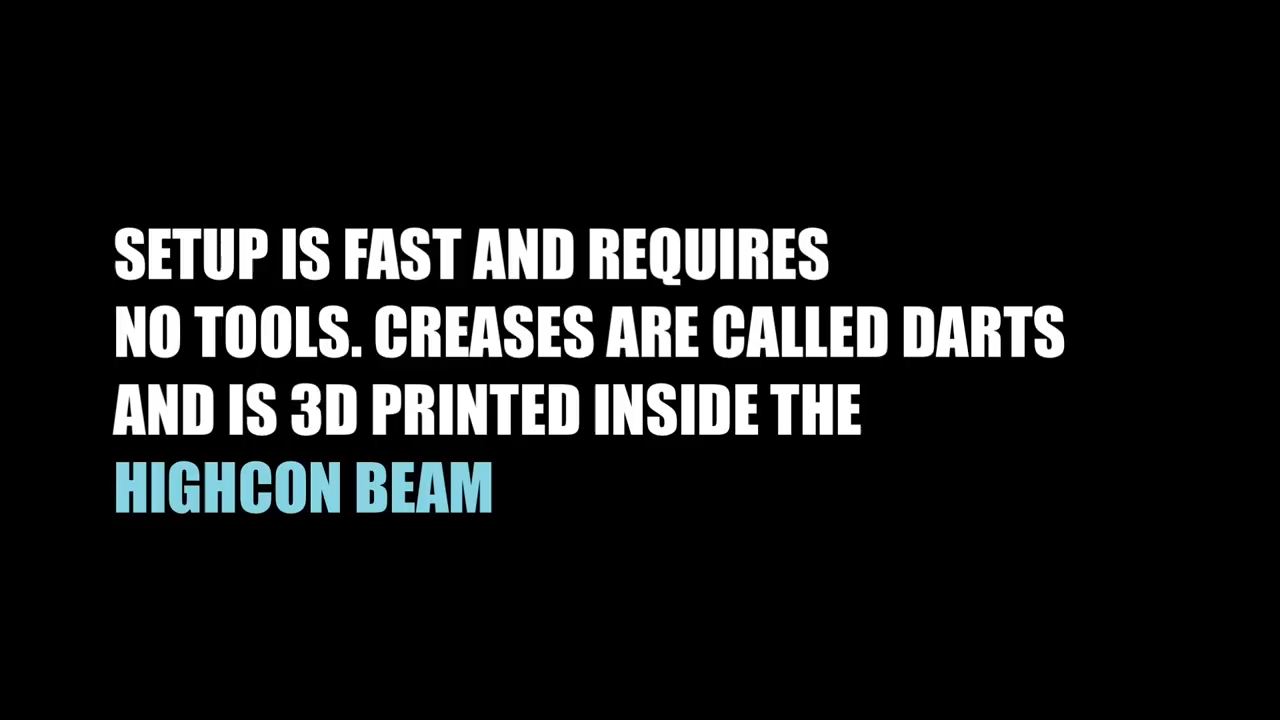 SETUP IS FAST AND REQUIRES
NO TOOLS. CREASES ARE CALLED DARTS
AND IS 3D PRINTED INSIDE THE
HIGHCON BEAM